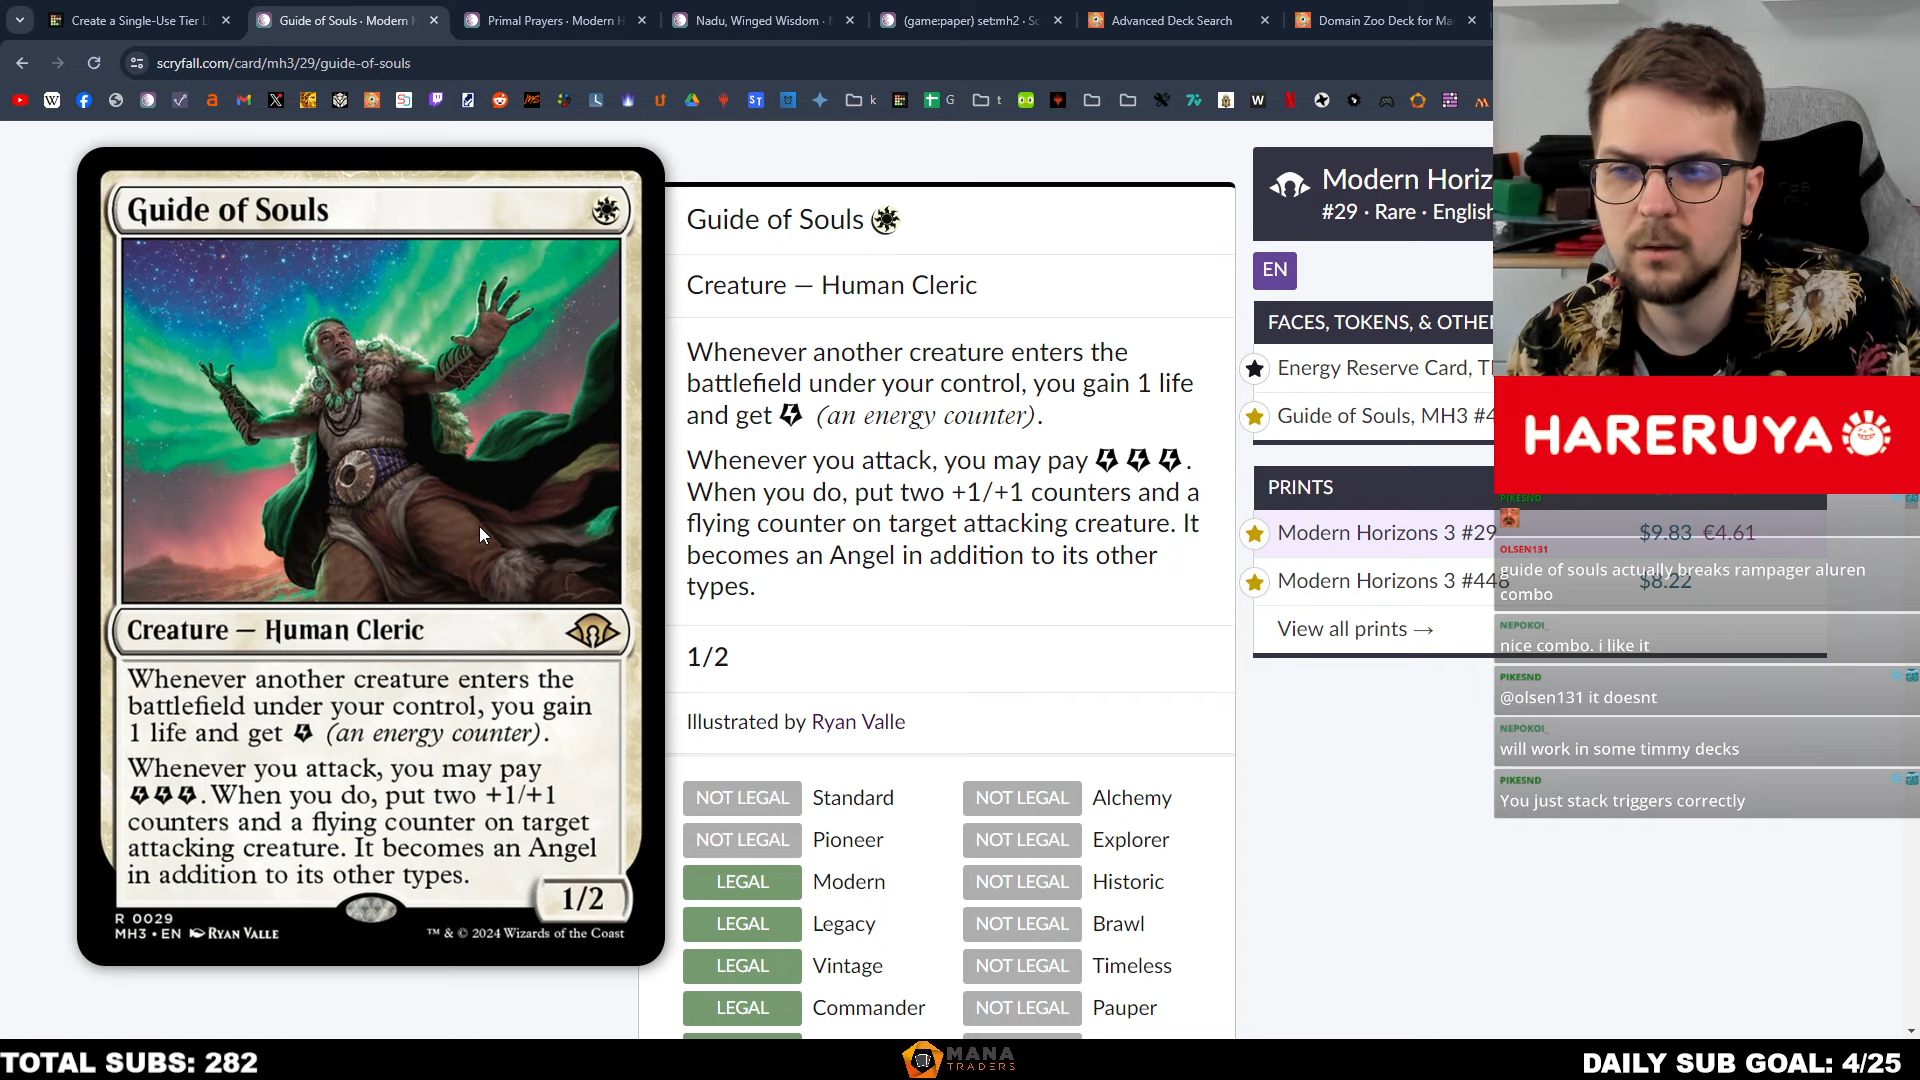 Create a Single-Use Tier L
Guide of Souls · Modern H
Primal Prayers · Modern H
Nadu, Winged Wisdom ·
(game:paper) set:mh2 · Sc
Advanced Deck Search
Domain Zoo Deck for Ma
scryfall.com/card/mh3/29/guide-of-souls
k
G
t
Guide of Souls
Creature — Human Cleric
Whenever another creature enters the
battlefield under your control, you gain
1 life and get (an energy counter).
Whenever you attack, you may pay
. When you do, put two +1/+1
counters and a flying counter on target
attacking creature. It becomes an Angel
in addition to its other types.
1/2
R 0029
MH3 • EN RYAN VALLE
™ & © 2024 Wizards of the Coast
Guide of Souls
Creature — Human Cleric
Whenever another creature enters the
battlefield under your control, you gain 1 life
and get (an energy counter).
Whenever you attack, you may pay .
When you do, put two +1/+1 counters and a
flying counter on target attacking creature. It
becomes an Angel in addition to its other
types.
1/2
Illustrated by Ryan Valle
NOT LEGAL Standard NOT LEGAL Alchemy
NOT LEGAL Pioneer NOT LEGAL Explorer
LEGAL Modern NOT LEGAL Historic
LEGAL Legacy NOT LEGAL Brawl
LEGAL Vintage NOT LEGAL Timeless
LEGAL Commander NOT LEGAL Pauper
Modern Horiz
#29 · Rare · English
EN
FACES, TOKENS, & OTHE
Energy Reserve Card, T
Guide of Souls, MH3 #4
PRINTS
Modern Horizons 3 #29 $9.83 €4.61
Modern Horizons 3 #448 $8.22
View all prints →
HARERUYA
PIKESND
OLSEN131
guide of souls actually breaks rampager aluren
combo
NEPOKOI_
nice combo. i like it
PIKESND
@olsen131 it doesnt
NEPOKOI_
will work in some timmy decks
PIKESND
You just stack triggers correctly
TOTAL SUBS: 282
MANA
TRADERS
DAILY SUB GOAL: 4/25